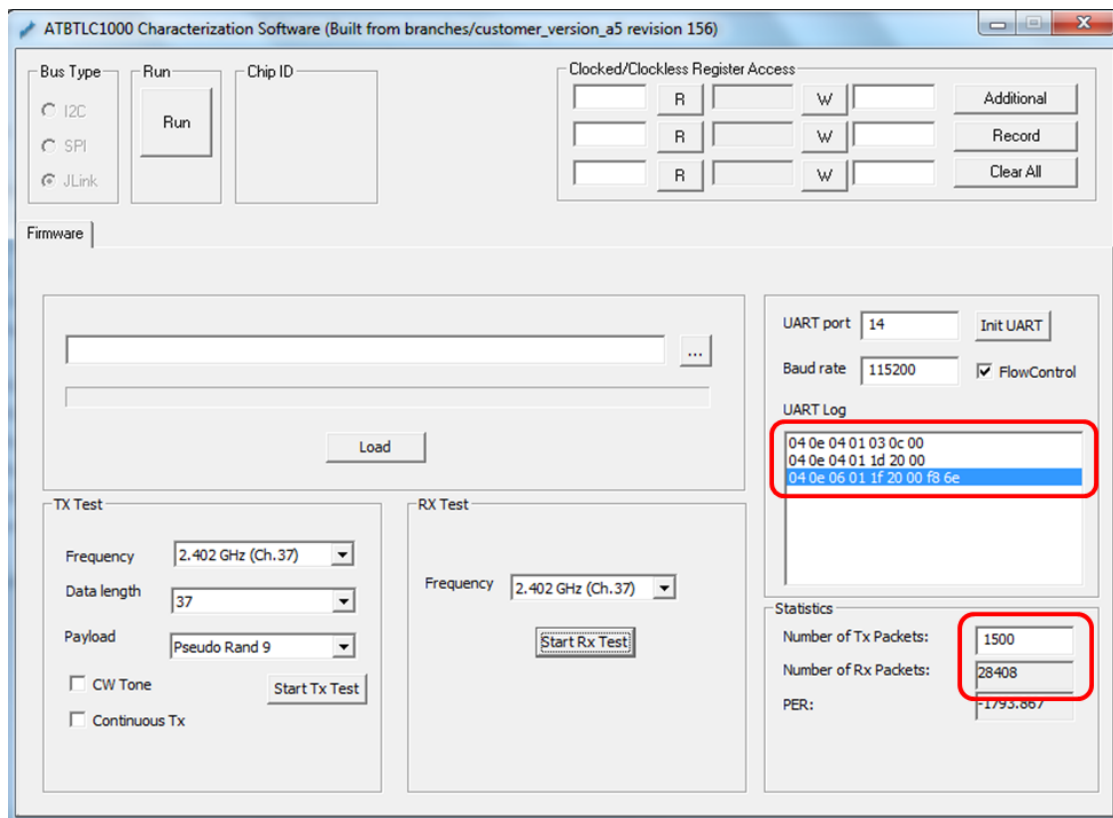 ATBTLC1000 Characterization Software (Built from branches/customer_version_a5 revision 156)
Bus Type
I2C
SPI
JLink
Run
Run
Chip ID
Clocked/Clockless Register Access
R W Additional
R W Record
R W Clear All
Firmware
...
Load
UART port 14 Init UART
Baud rate 115200 FlowControl
UART Log
04 0e 04 01 03 0c 00
04 0e 04 01 1d 20 00
04 0e 06 01 1f 20 00 f8 6e
TX Test
Frequency 2.402 GHz (Ch.37)
Data length 37
Payload Pseudo Rand 9
CW Tone Start Tx Test
Continuous Tx
RX Test
Frequency 2.402 GHz (Ch.37)
Start Rx Test
Statistics
Number of Tx Packets: 1500
Number of Rx Packets: 28408
PER: -1793.867